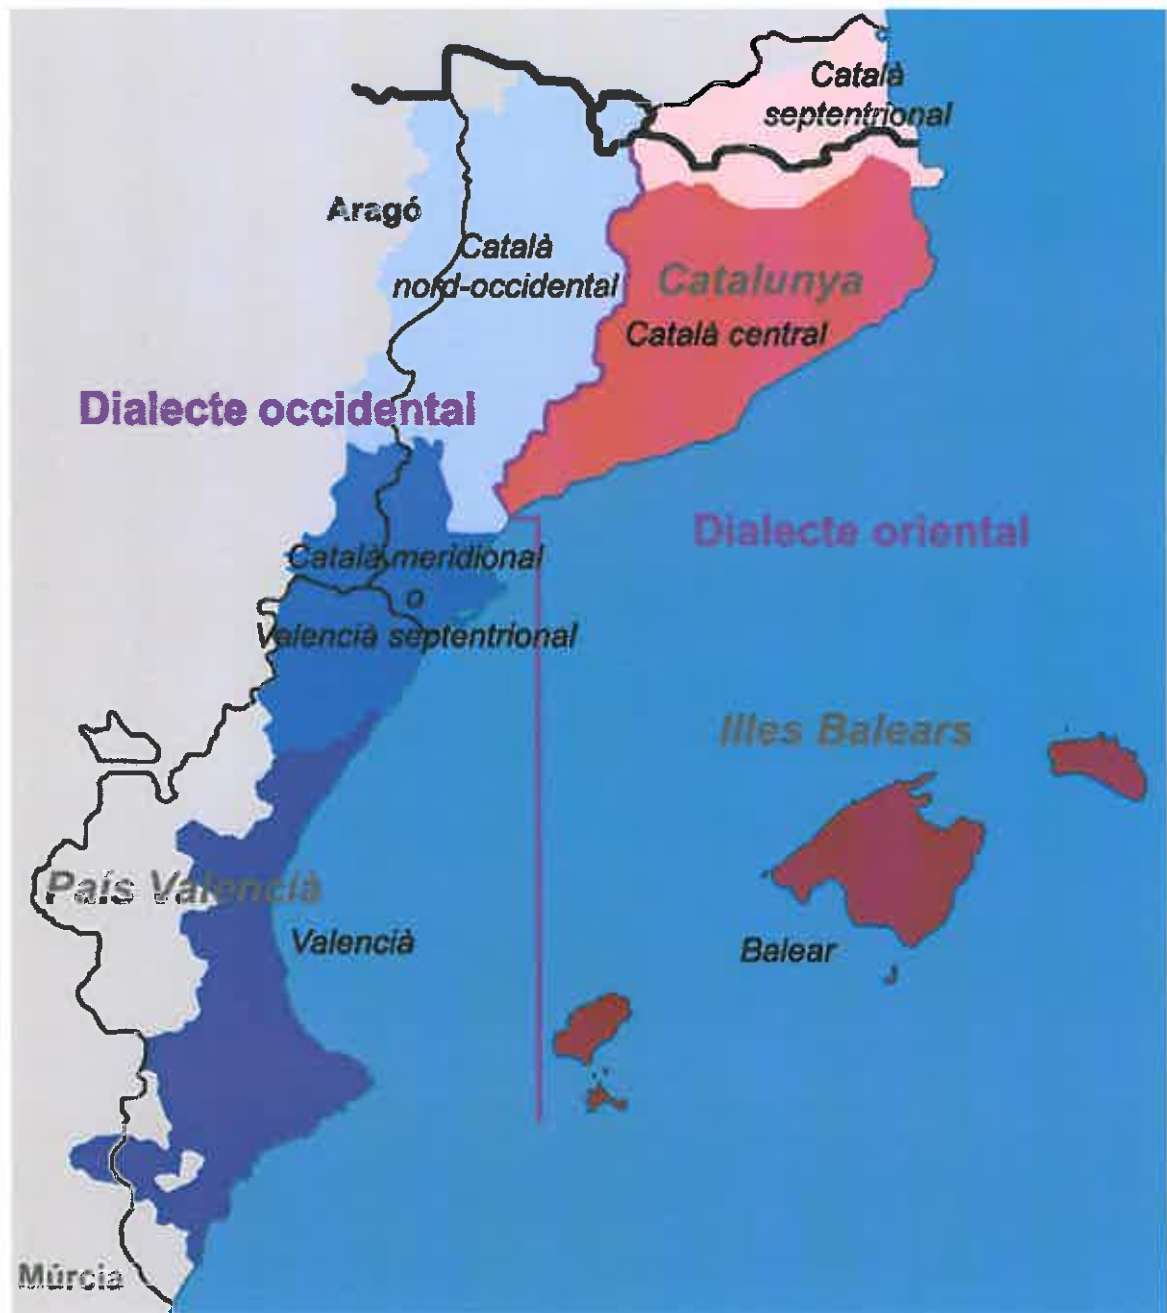 Català
septentrional
Aragó
Català
nord-occidental
Catalunya
Català central
Dialecte occidental
Dialecte oriental
Català meridional
o
Valencià septentrional
Illes Balears
País Valencià
Valencià
Balear
Múrcia